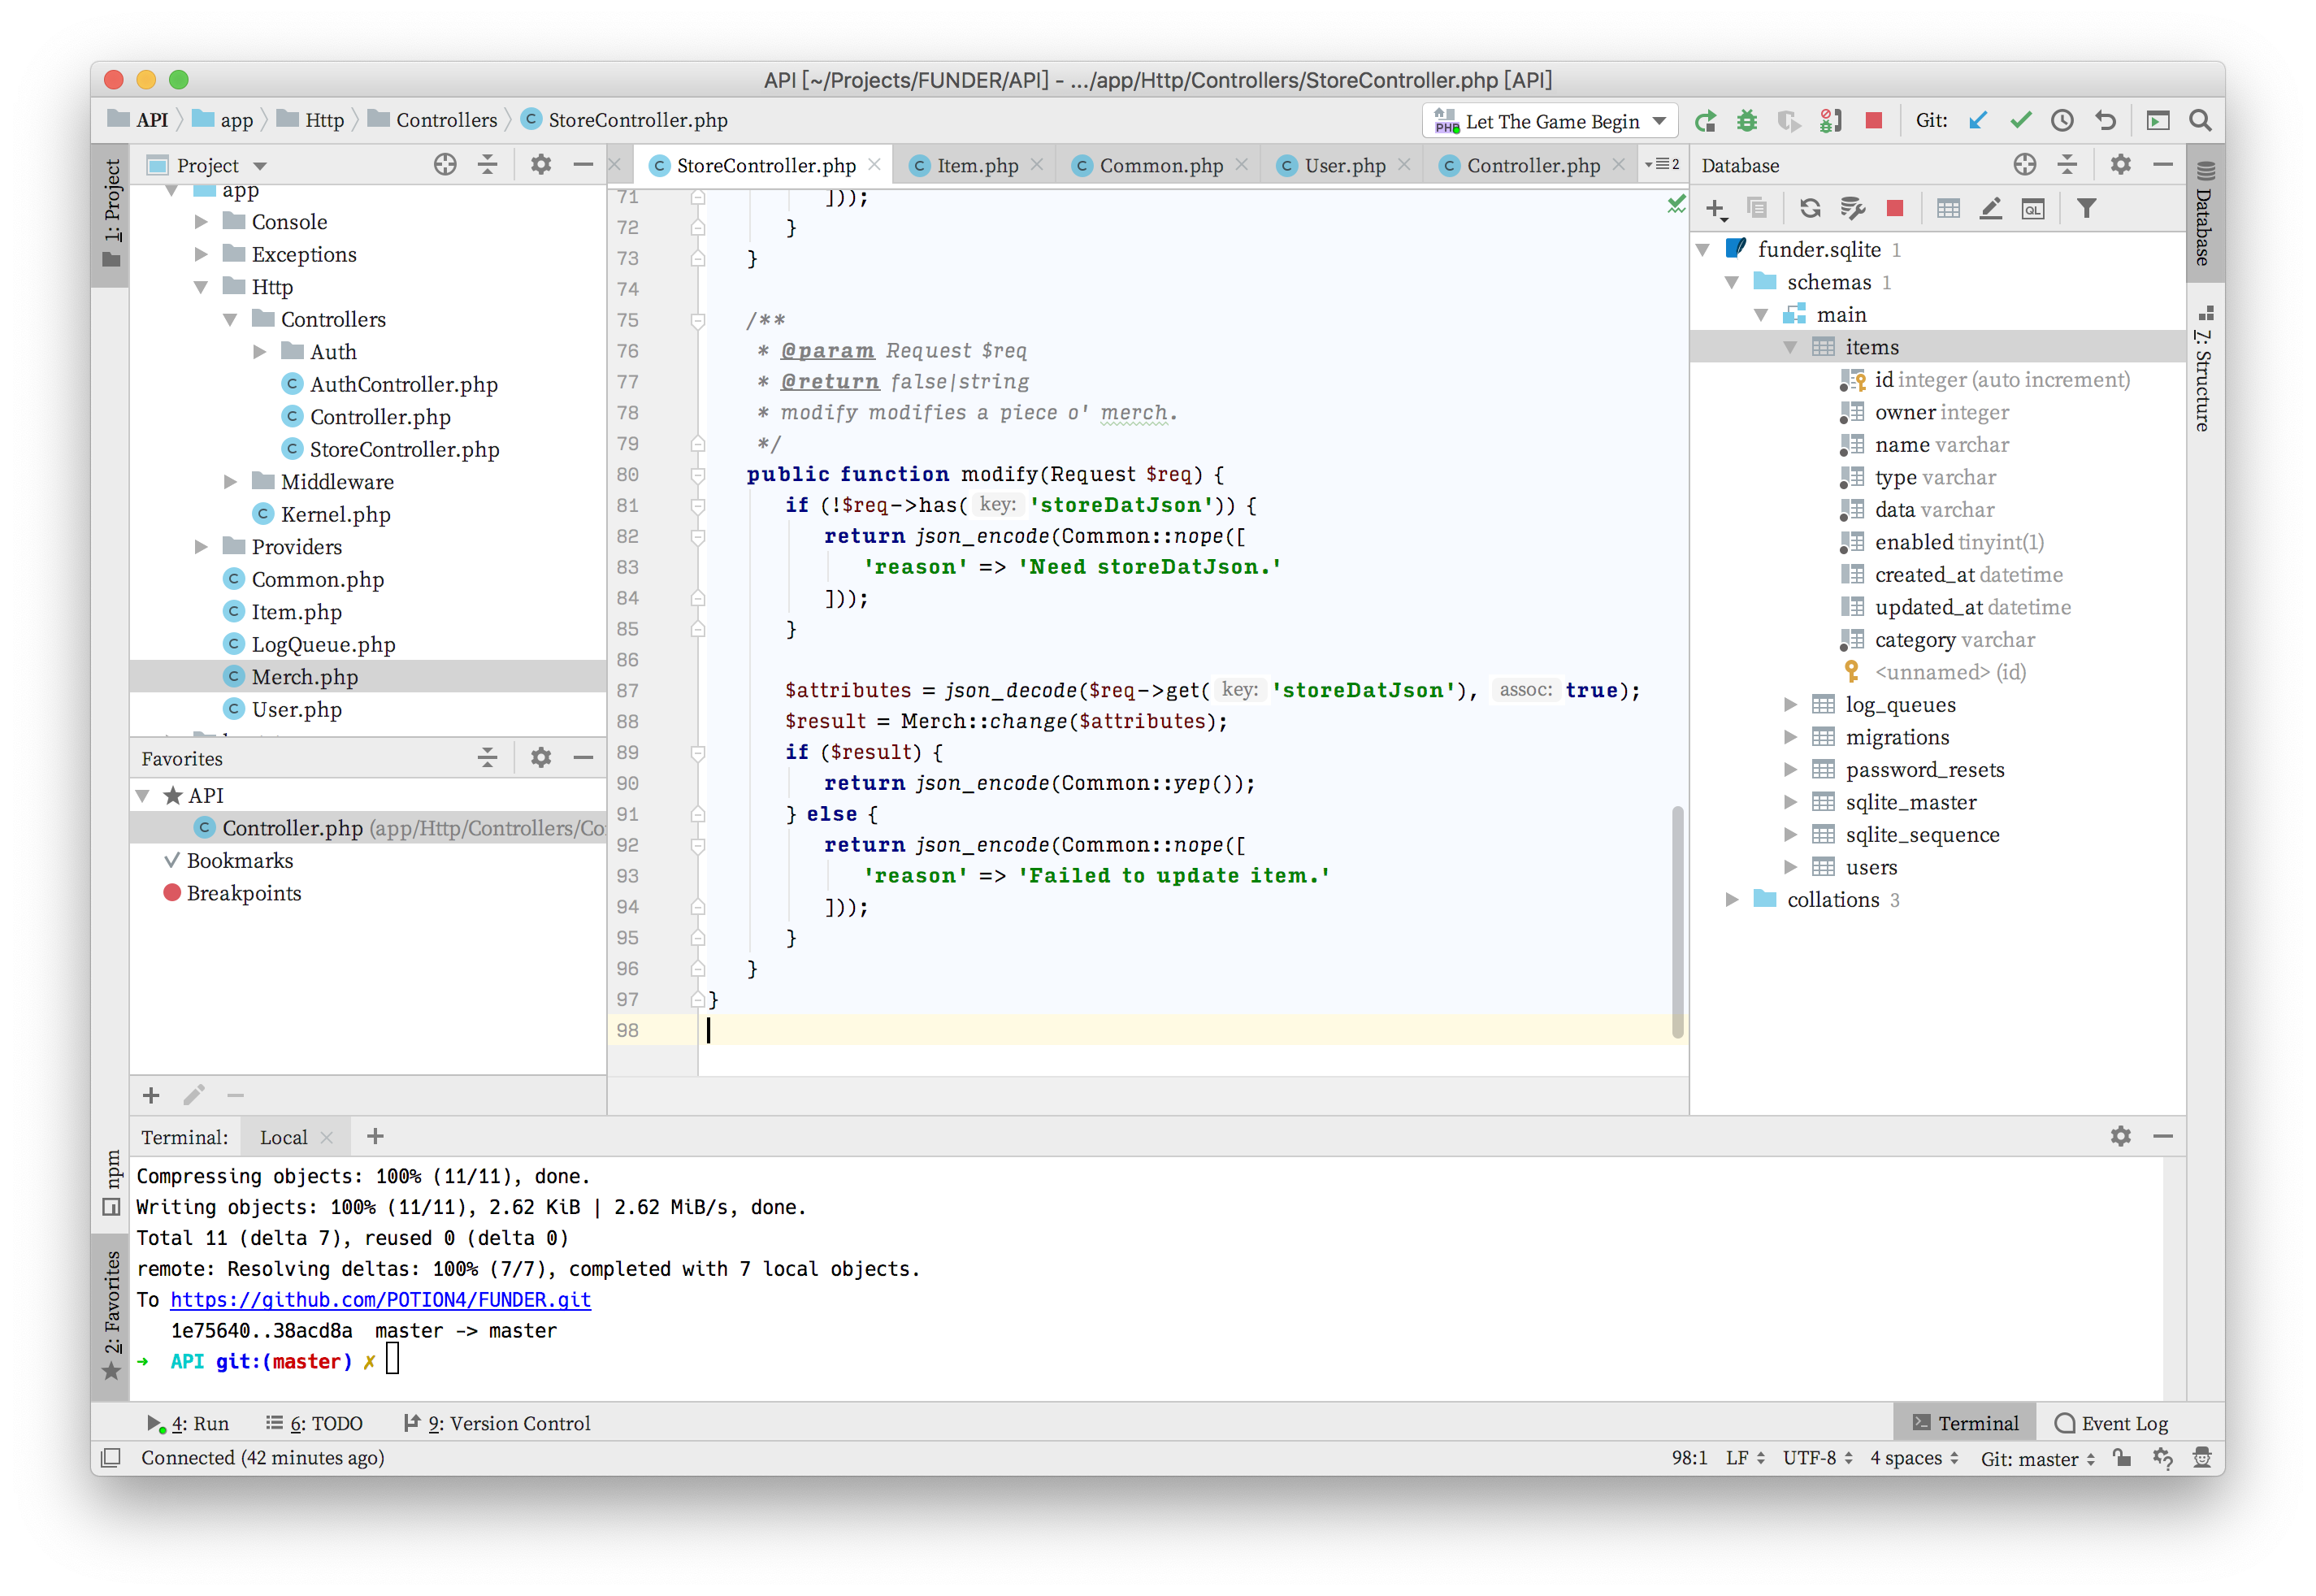 API [~/Projects/FUNDER/API] - .../app/Http/Controllers/StoreController.php [API]
API app Http Controllers StoreController.php
Let The Game Begin
Git:
1: Project
Project
app
Console
Exceptions
Http
Controllers
Auth
AuthController.php
Controller.php
StoreController.php
Middleware
Kernel.php
Providers
Common.php
Item.php
LogQueue.php
Merch.php
User.php
Favorites
API
Controller.php (app/Http/Controllers/Co
Bookmarks
Breakpoints
StoreController.php Item.php Common.php User.php Controller.php 2
71 ]));
72 }
73 }
74
75 /**
76 * @param Request $req
77 * @return false|string
78 * modify modifies a piece o' merch.
79 */
80 public function modify(Request $req) {
81 if (!$req->has( key: 'storeDatJson')) {
82 return json_encode(Common::nope([
83 'reason' => 'Need storeDatJson.'
84 ]));
85 }
86
87 $attributes = json_decode($req->get( key: 'storeDatJson'), assoc: true);
88 $result = Merch::change($attributes);
89 if ($result) {
90 return json_encode(Common::yep());
91 } else {
92 return json_encode(Common::nope([
93 'reason' => 'Failed to update item.'
94 ]));
95 }
96 }
97 }
98
Database
QL
funder.sqlite 1
schemas 1
main
items
id integer (auto increment)
owner integer
name varchar
type varchar
data varchar
enabled tinyint(1)
created_at datetime
updated_at datetime
category varchar
<unnamed> (id)
log_queues
migrations
password_resets
sqlite_master
sqlite_sequence
users
collations 3
Database
7: Structure
npm
2: Favorites
Terminal: Local
Compressing objects: 100% (11/11), done.
Writing objects: 100% (11/11), 2.62 KiB | 2.62 MiB/s, done.
Total 11 (delta 7), reused 0 (delta 0)
remote: Resolving deltas: 100% (7/7), completed with 7 local objects.
To https://github.com/POTION4/FUNDER.git
1e75640..38acd8a master -> master
➜ API git:(master) ✗
4: Run 6: TODO 9: Version Control Terminal Event Log
Connected (42 minutes ago) 98:1 LF UTF-8 4 spaces Git: master